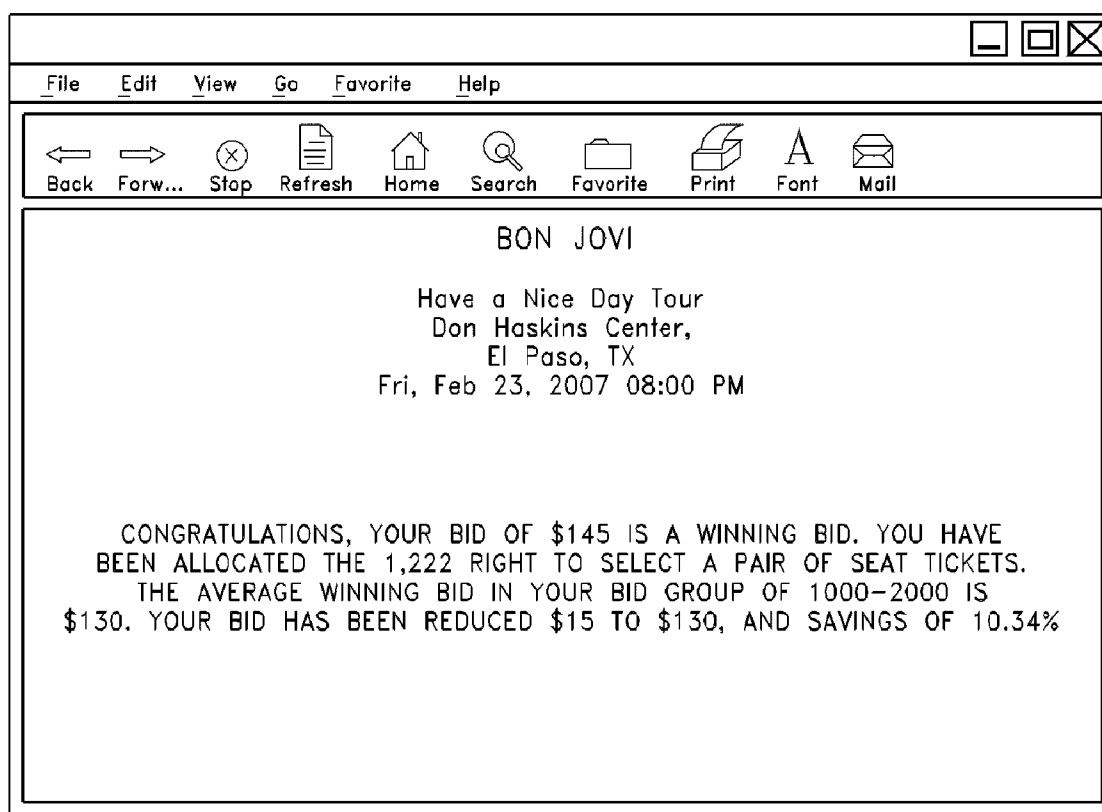 File Edit View Go Favorite Help
Back Forw... Stop Refresh Home Search Favorite Print Font Mail
BON JOVI
Have a Nice Day Tour
Don Haskins Center,
El Paso, TX
Fri, Feb 23, 2007 08:00 PM
CONGRATULATIONS, YOUR BID OF $145 IS A WINNING BID. YOU HAVE
BEEN ALLOCATED THE 1,222 RIGHT TO SELECT A PAIR OF SEAT TICKETS.
THE AVERAGE WINNING BID IN YOUR BID GROUP OF 1000-2000 IS
$130. YOUR BID HAS BEEN REDUCED $15 TO $130, AND SAVINGS OF 10.34%